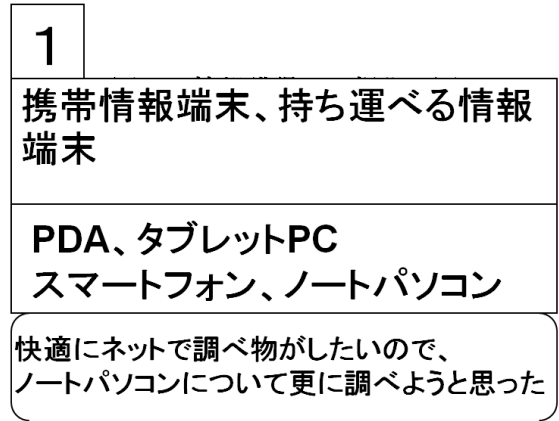 1
携帯情報端末、持ち運べる情報
端末
PDA、タブレットPC
スマートフォン、ノートパソコン
快適にネットで調べ物がしたいので、
ノートパソコンについて更に調べようと思った